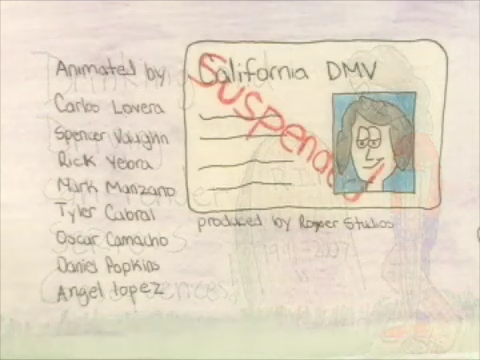 Animated by
Carlos Lovera
Spencer Vaughn
Rick Yebra
Mark Manzano
Tyler Cabral
Oscar Camacho
Daniel Popkins
Angel Lopez
California DMV
Suspended
produced by Romger Studios